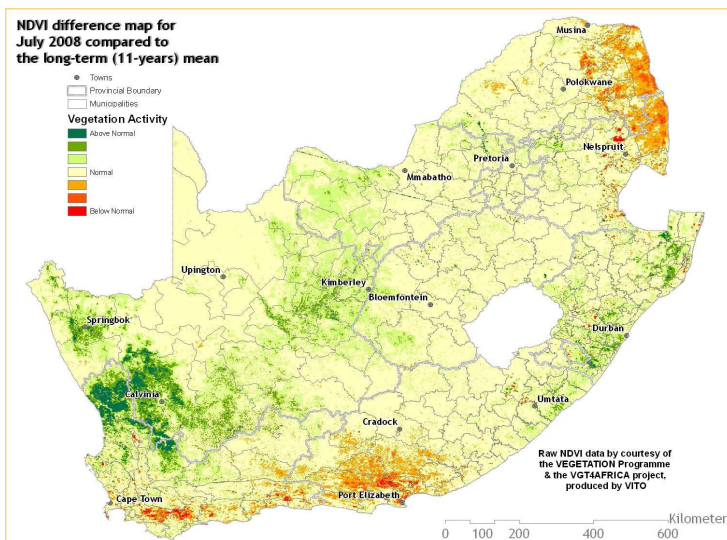 NDVI difference map for
July 2008 compared to
the long-term (11-years) mean
Towns
Provincial Boundary
Municipalities
Vegetation Activity
Above Normal
Normal
Below Normal
Musina
Polokwane
Nelspruit
Pretoria
Mmabatho
Upington
Kimberley
Bloemfontein
Springbok
Durban
Calvinia
Umtata
Cradock
Cape Town
Port Elizabeth
Raw NDVI data by courtesy of
the VEGETATION Programme
& the VGT4AFRICA project,
produced by VITO
Kilometer
0 100 200 400 600